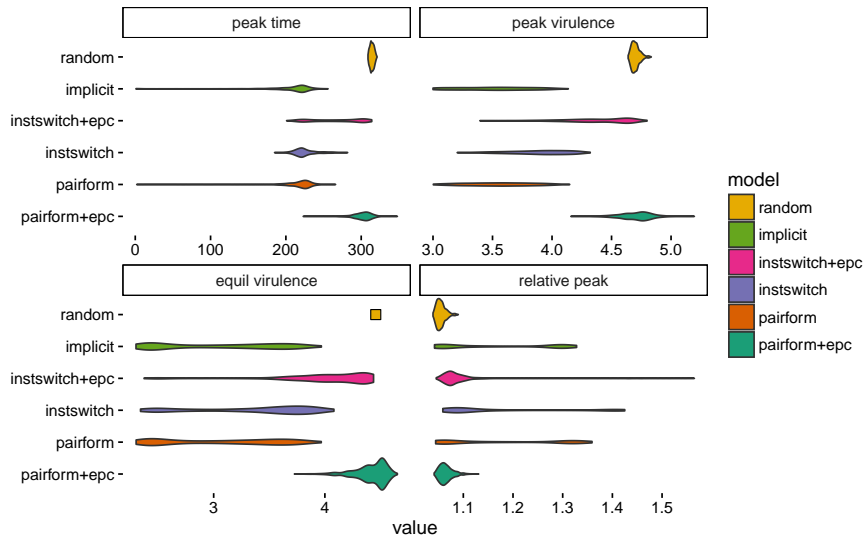 peak time
peak virulence
random
implicit
instswitch+epc
instswitch
pairform
pairform+epc
0 100 200 300
3.0 3.5 4.0 4.5 5.0
equil virulence
relative peak
random
implicit
instswitch+epc
instswitch
pairform
pairform+epc
3 4
1.1 1.2 1.3 1.4 1.5
value
model
random
implicit
instswitch+epc
instswitch
pairform
pairform+epc